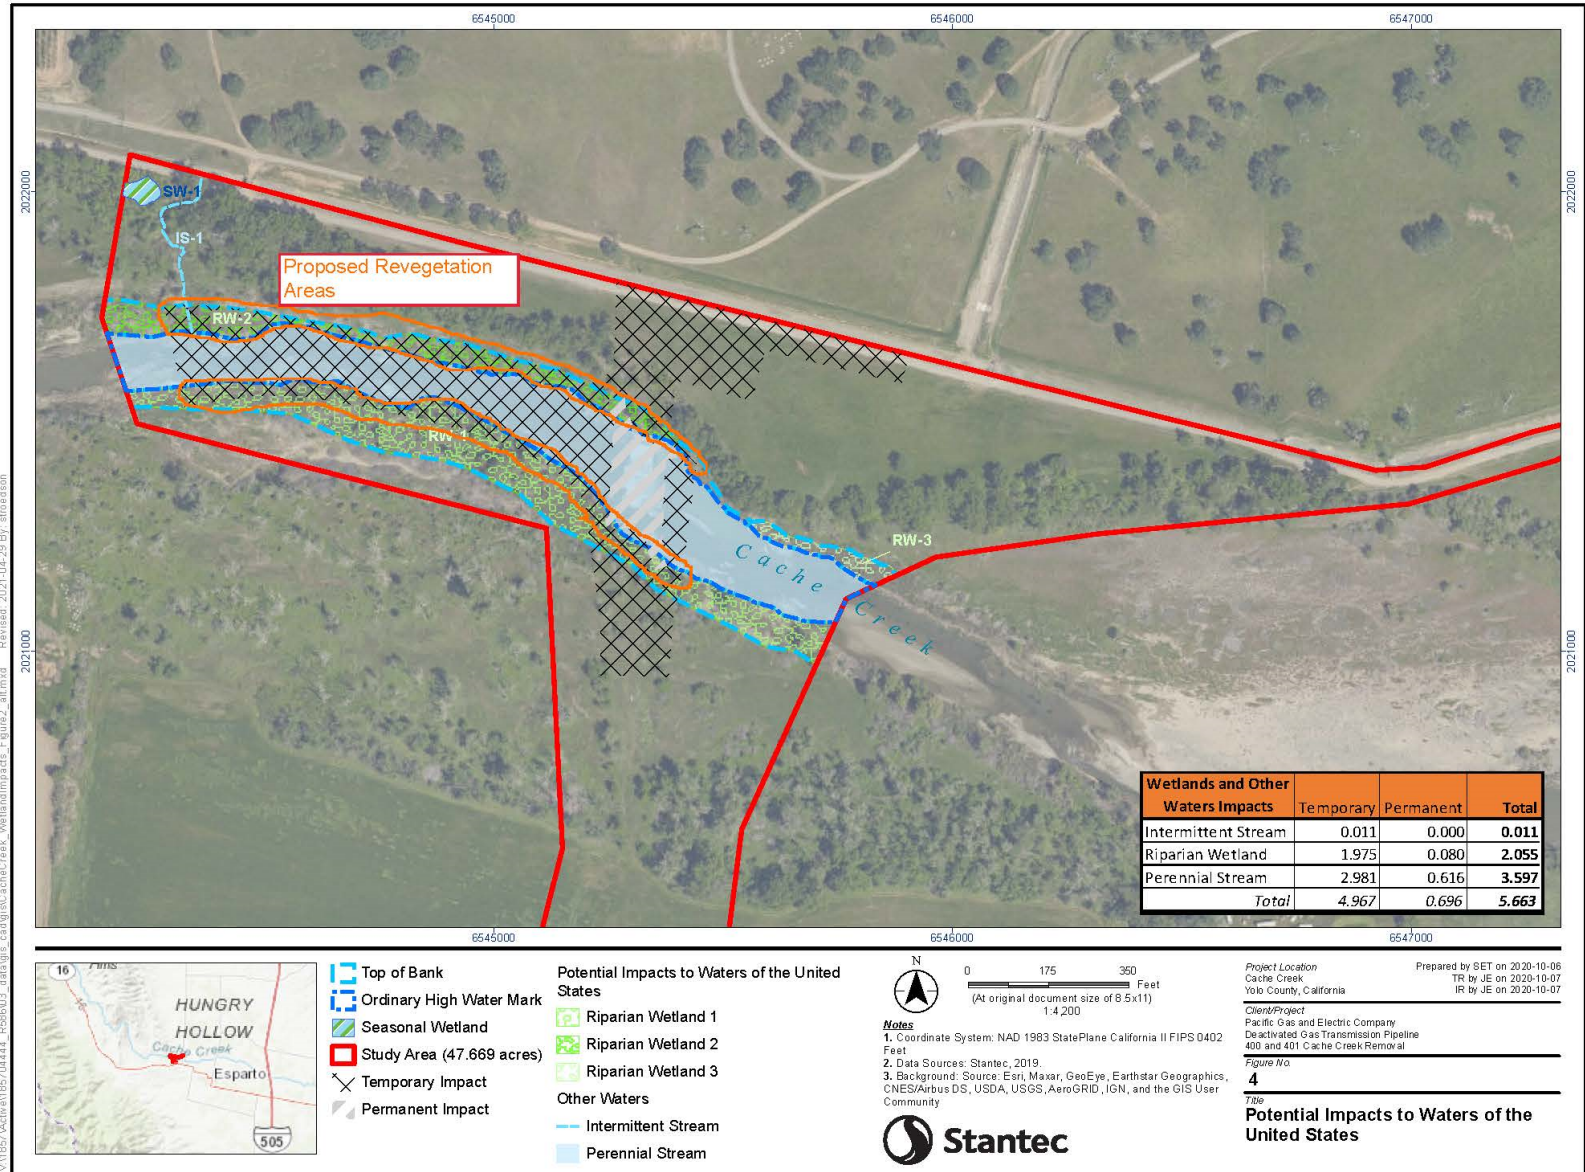 6545000
6546000
6547000
2022000
2022000
2021000
2021000
SW-1
IS-1
Proposed Revegetation
Areas
RW-2
RW-1
RW-3
Cache
Creek
Wetlands and Other
Waters Impacts Temporary Permanent Total
Intermittent Stream 0.011 0.000 0.011
Riparian Wetland 1.975 0.080 2.055
Perennial Stream 2.981 0.616 3.597
Total 4.967 0.696 5.663
6545000
6546000
6547000
16
HUNGRY
HOLLOW
Cache Creek
Esparto
505
Top of Bank
Ordinary High Water Mark
Seasonal Wetland
Study Area (47.669 acres)
Temporary Impact
Permanent Impact
Potential Impacts to Waters of the United
States
Riparian Wetland 1
Riparian Wetland 2
Riparian Wetland 3
Other Waters
Intermittent Stream
Perennial Stream
N
0 175 350
Feet
(At original document size of 8.5x11)
1:4,200
Notes
1. Coordinate System: NAD 1983 StatePlane California II FIPS 0402
Feet
2. Data Sources: Stantec, 2019.
3. Background: Source: Esri, Maxar, GeoEye, Earthstar Geographics,
CNES/Airbus DS, USDA, USGS, AeroGRID, IGN, and the GIS User
Community
Stantec
Project Location
Cache Creek
Yolo County, California
Prepared by SET on 2020-10-06
TR by JE on 2020-10-07
IR by JE on 2020-10-07
Client/Project
Pacific Gas and Electric Company
Deactivated Gas Transmission Pipeline
400 and 401 Cache Creek Removal
Figure No.
4
Title
Potential Impacts to Waters of the
United States